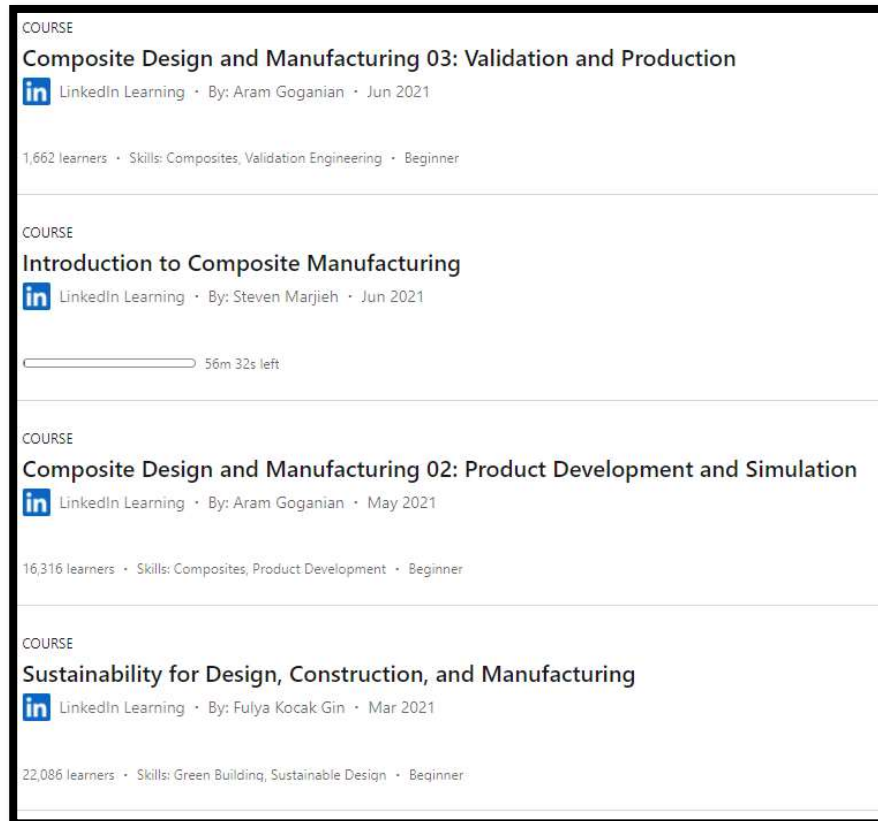 COURSE
Composite Design and Manufacturing 03: Validation and Production
in LinkedIn Learning · By: Aram Goganian · Jun 2021
1,662 learners · Skills: Composites, Validation Engineering · Beginner
COURSE
Introduction to Composite Manufacturing
in LinkedIn Learning · By: Steven Marjieh · Jun 2021
56m 32s left
COURSE
Composite Design and Manufacturing 02: Product Development and Simulation
in LinkedIn Learning · By: Aram Goganian · May 2021
16,316 learners · Skills: Composites, Product Development · Beginner
COURSE
Sustainability for Design, Construction, and Manufacturing
in LinkedIn Learning · By: Fulya Kocak Gin · Mar 2021
22,086 learners · Skills: Green Building, Sustainable Design · Beginner